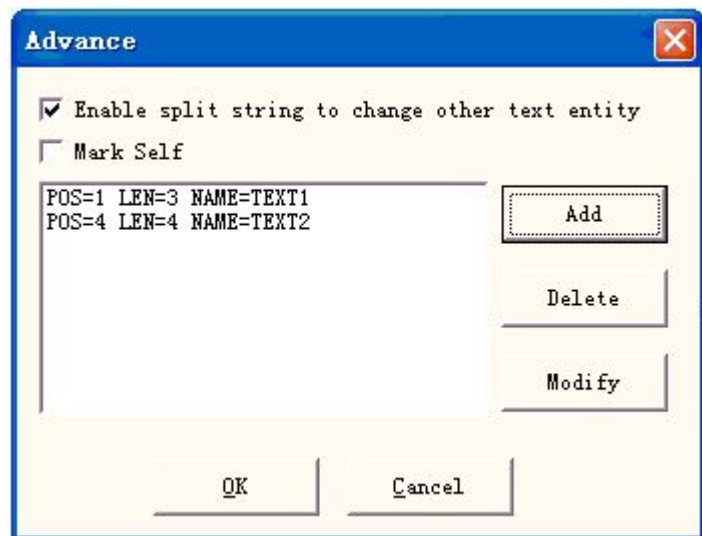 Advance
Enable split string to change other text entity
Mark Self
POS=1 LEN=3 NAME=TEXT1
POS=4 LEN=4 NAME=TEXT2
Add
Delete
Modify
OK
Cancel